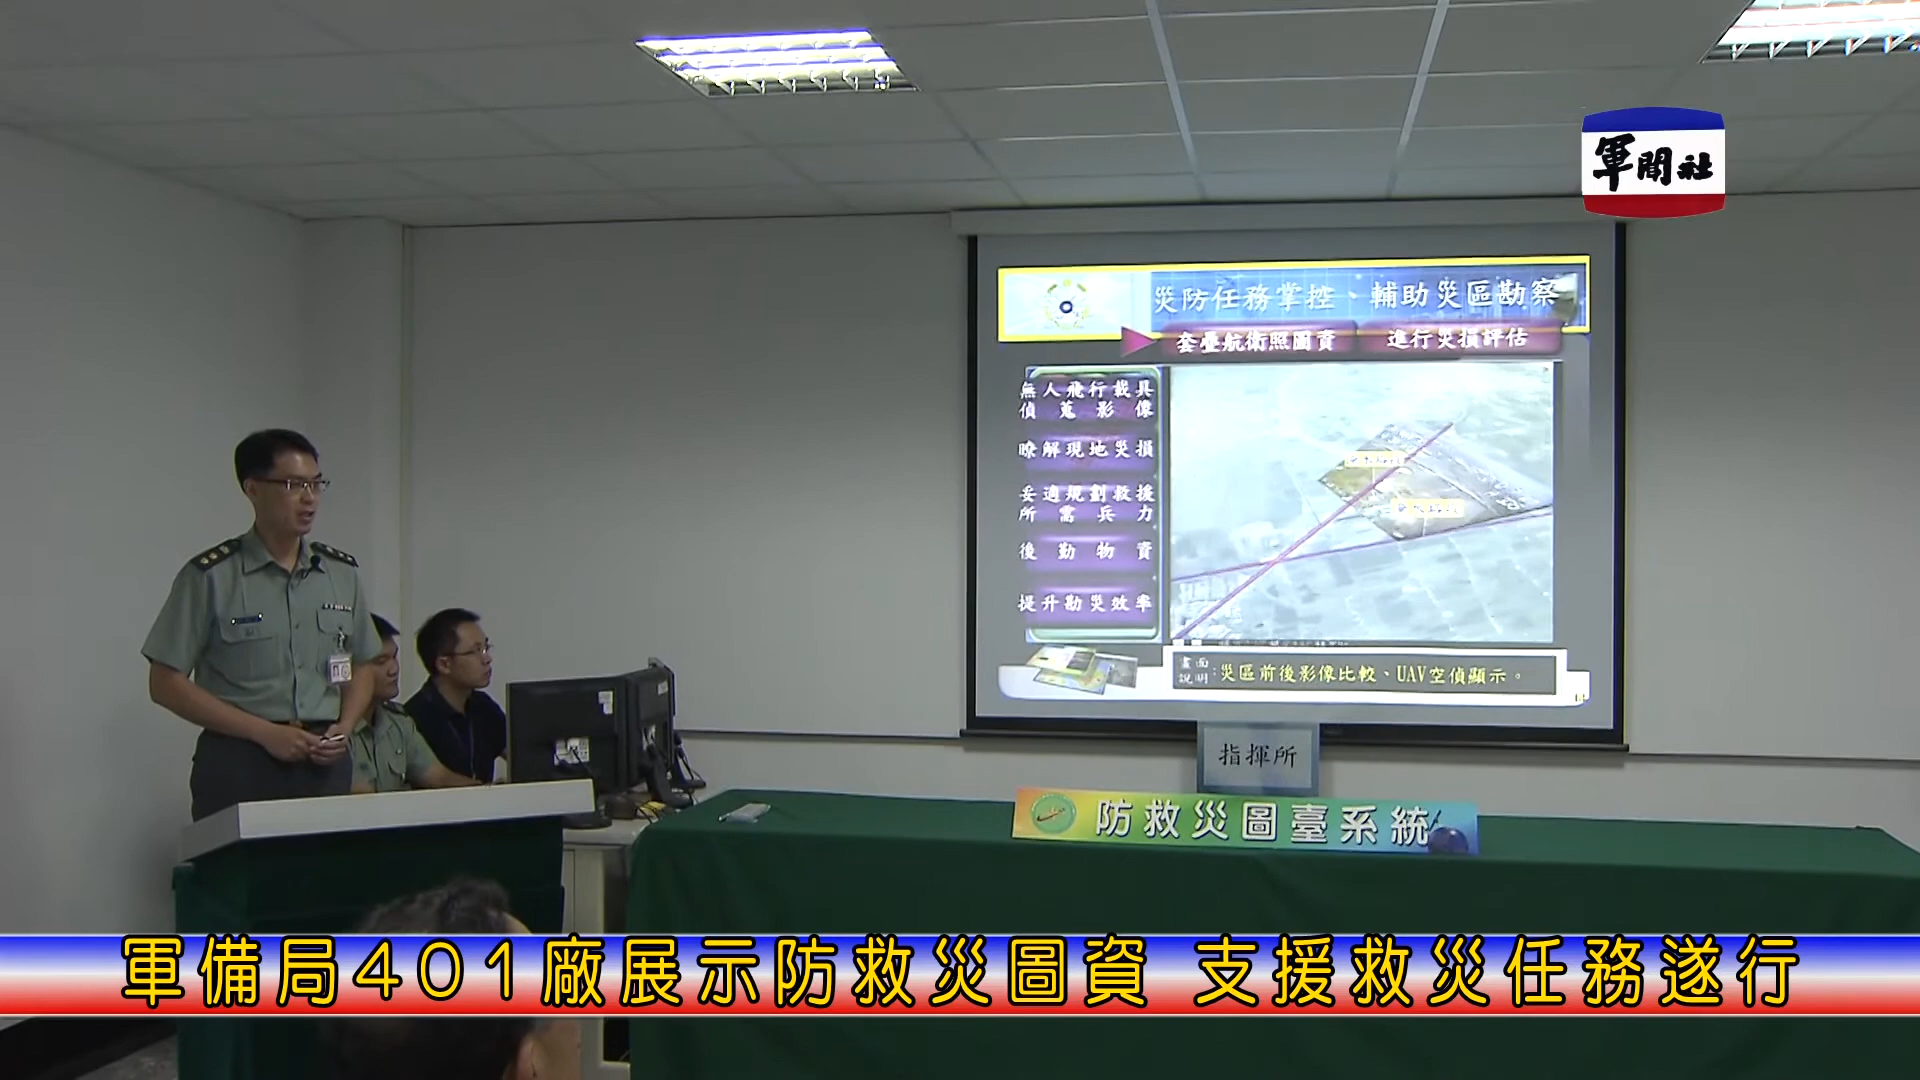 軍聞社
災防任務掌控、輔助災區勘察
套疊航衛照圖資
進行災損評估
無人飛行載具
偵蒐影像
瞭解現地災損
妥適規劃救援
所需兵力
後勤物資
提升勘災效率
畫面
說明:災區前後影像比較、UAV空偵顯示。
指揮所
防救災圖臺系統
軍備局401廠展示防救災圖資 支援救災任務遂行